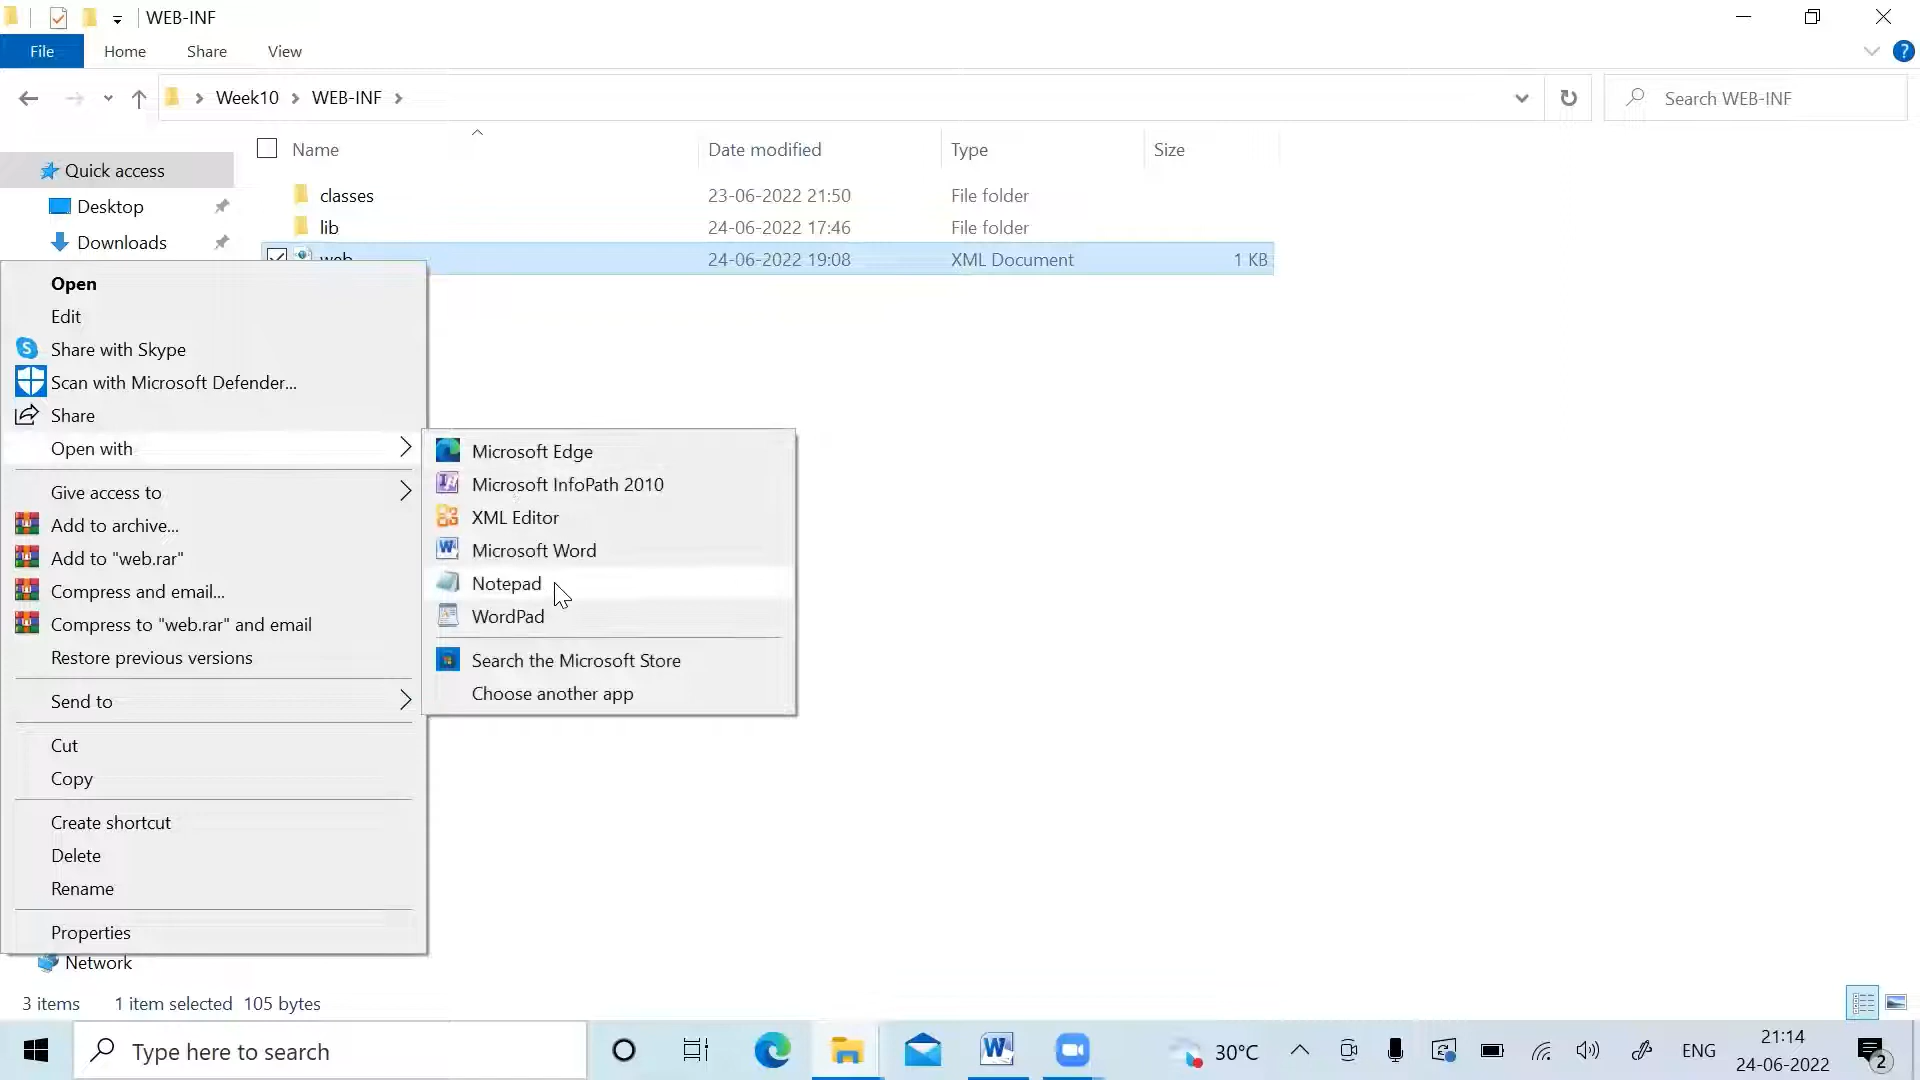 WEB-INF
File Home Share View
Week10 WEB-INF Search WEB-INF
Name Date modified Type Size
Quick access
Desktop
Downloads
classes 23-06-2022 21:50 File folder
lib 24-06-2022 17:46 File folder
web 24-06-2022 19:08 XML Document 1 KB
Open
Edit
Share with Skype
Scan with Microsoft Defender...
Share
Open with
Give access to
Add to archive...
Add to "web.rar"
Compress and email...
Compress to "web.rar" and email
Restore previous versions
Send to
Cut
Copy
Create shortcut
Delete
Rename
Properties
Microsoft Edge
Microsoft InfoPath 2010
XML Editor
Microsoft Word
Notepad
WordPad
Search the Microsoft Store
Choose another app
Network
3 items 1 item selected 105 bytes
Type here to search
30°C
ENG
21:14
24-06-2022
2